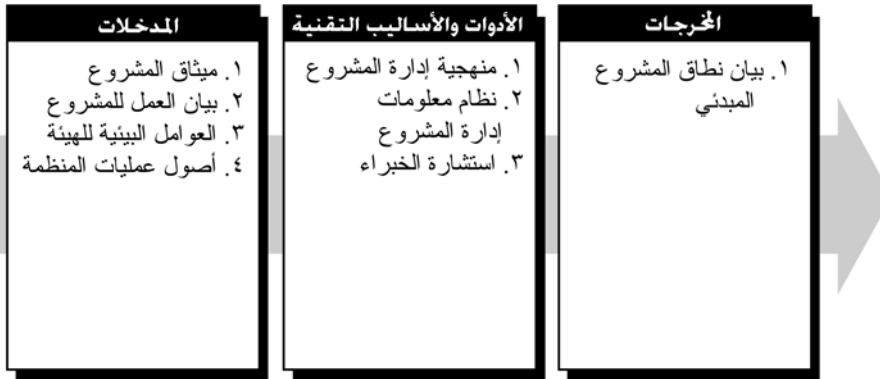 المدخلات
١. ميثاق المشروع
٢. بيان العمل للمشروع
٣. العوامل البيئية للهيئة
٤. أصول عمليات المنظمة
الأدوات والأساليب التقنية
١. منهجية إدارة المشروع
٢. نظام معلومات
إدارة المشروع
٣. استشارة الخبراء
المخرجات
١. بيان نطاق المشروع
المبدئي